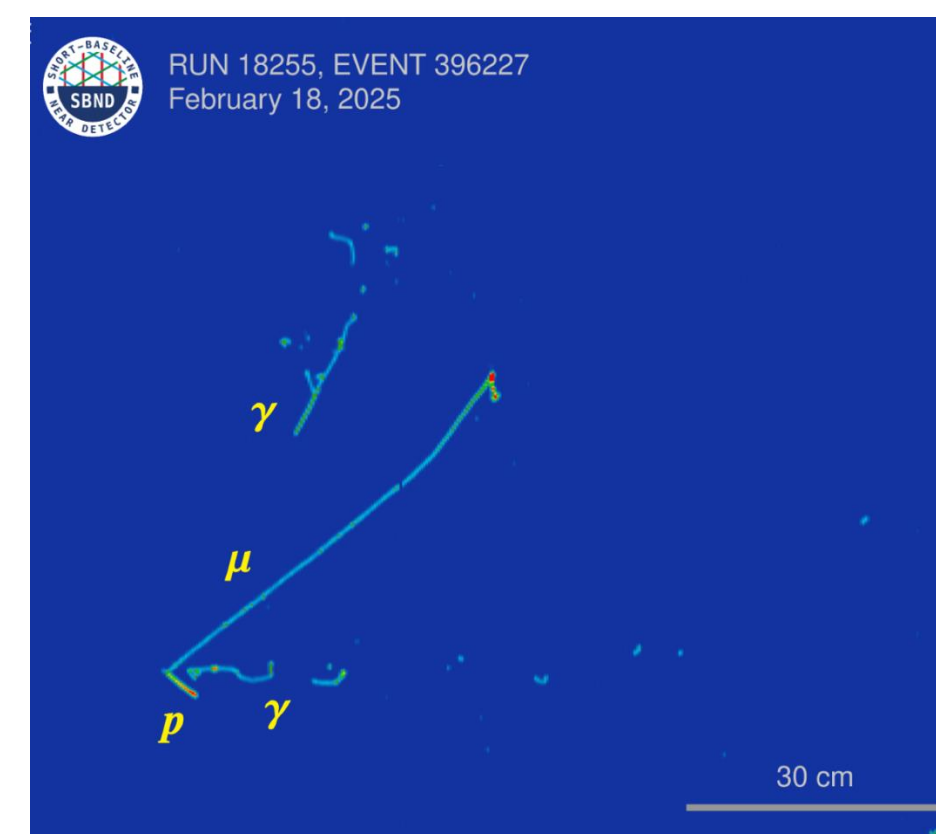 SHORT-BASELINE
SBND
NEAR DETECTOR
RUN 18255, EVENT 396227
February 18, 2025
γ
μ
p
γ
30 cm